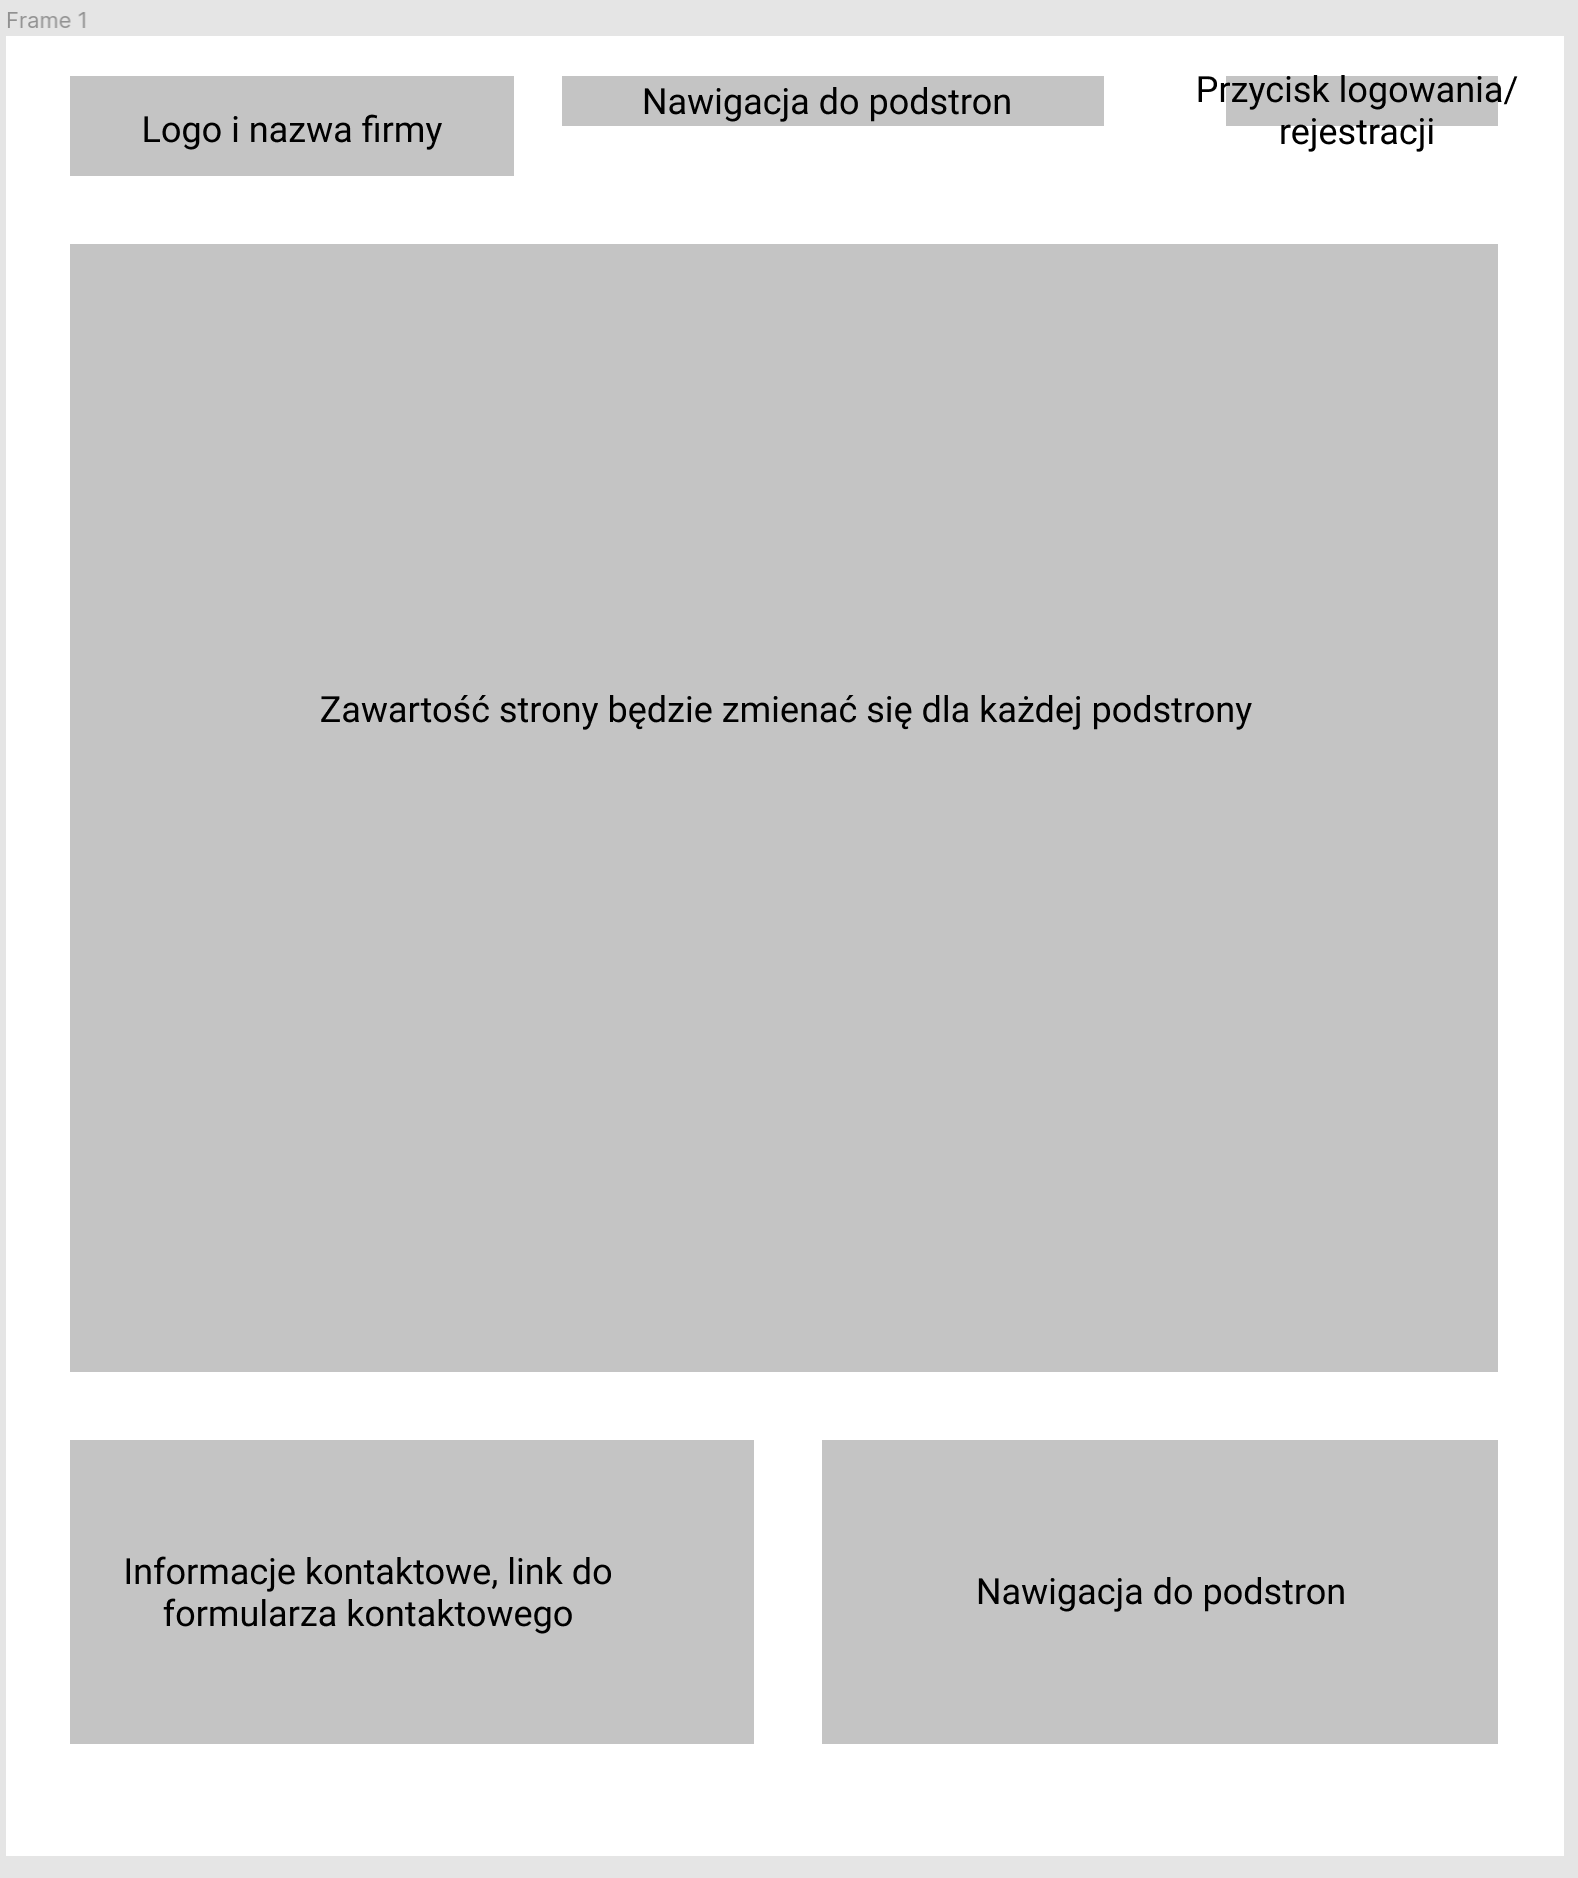 Frame 1
Logo i nazwa firmy
Nawigacja do podstron
Przycisk logowania/
rejestracji
Zawartość strony będzie zmienać się dla każdej podstrony
Informacje kontaktowe, link do
formularza kontaktowego
Nawigacja do podstron